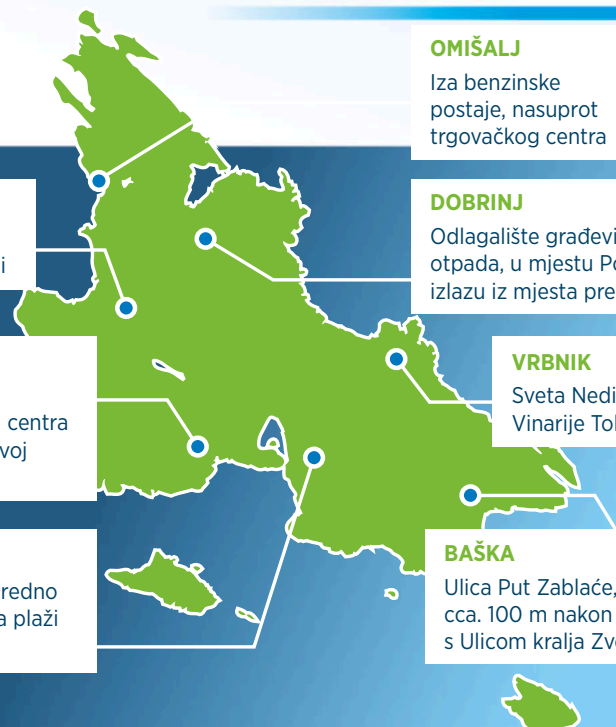 OMIŠALJ
Iza benzinske
postaje, nasuprot
trgovačkog centra
DOBRINJ
Odlagalište građevi
otpada, u mjestu Po
izlazu iz mjesta pre
i
VRBNIK
Sveta Nedi
Vinarije Tol
centra
voj
redno
a plaži
BAŠKA
Ulica Put Zablaće,
cca. 100 m nakon
s Ulicom kralja Zv